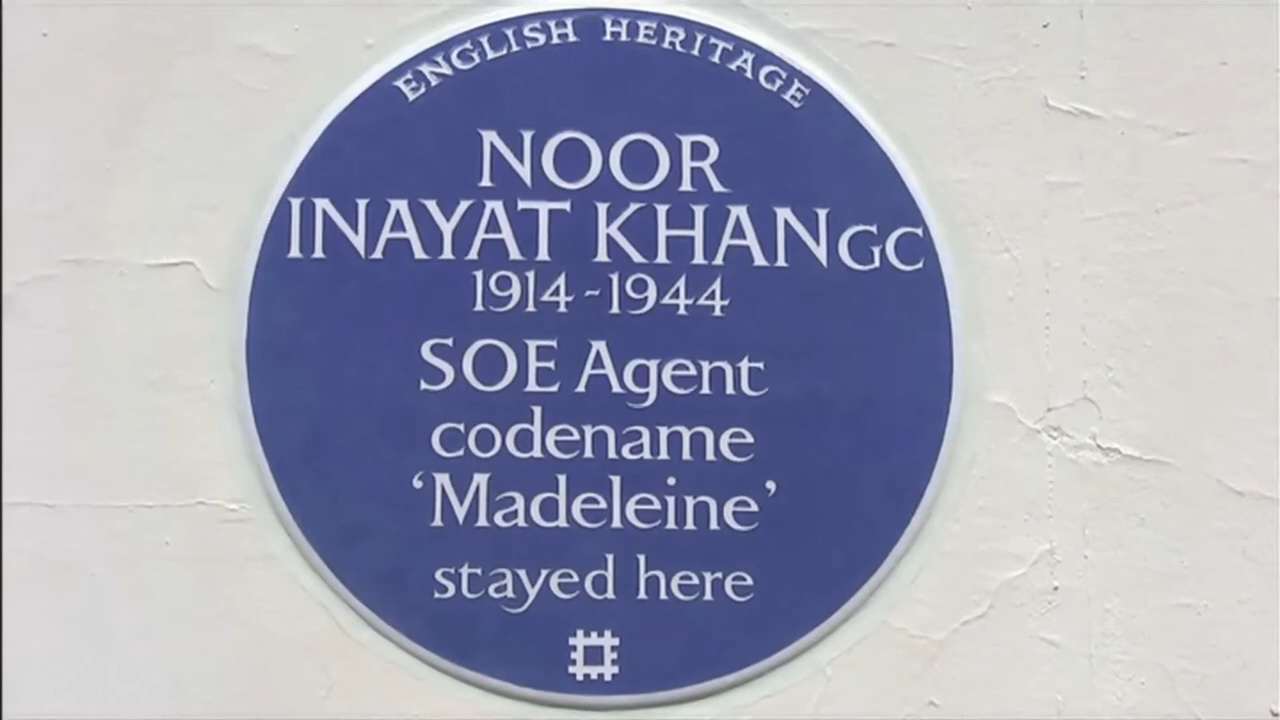 ENGLISH HERITAGE
NOOR
INAYAT KHAN GC
1914-1944
SOE Agent
codename
‘Madeleine’
stayed here